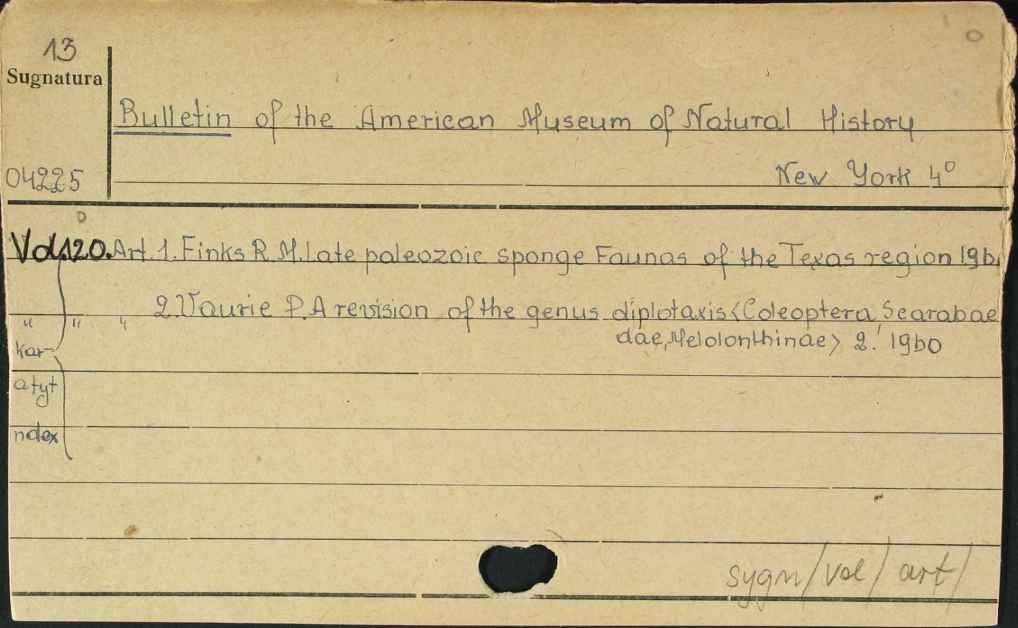 13
Sugnatura
Bulletin of the American Museum of Natural History
04225 New York 4°
Vol. 120. Art. 1. Finks R.M. Late paleozoic sponge Faunas of the Texas region 1960
" " " 2. Vaurie P. A revision of the genus diplotaxis <Coleoptera, Scarabae
dae, Melolonthinae> 2. 1960
kar-
atyt
ndex
sygn/vol/art/